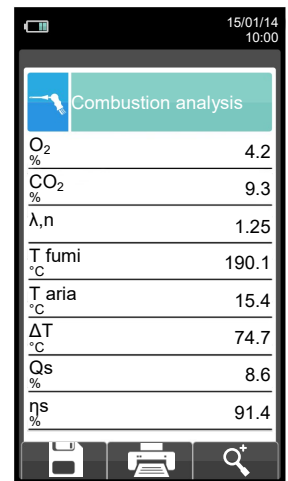 15/01/14
10:00
Combustion analysis
O₂
% 4.2
CO₂
% 9.3
λ,n 1.25
T fumi
°C 190.1
T aria
°C 15.4
ΔT
°C 74.7
Qs
% 8.6
ηs
% 91.4